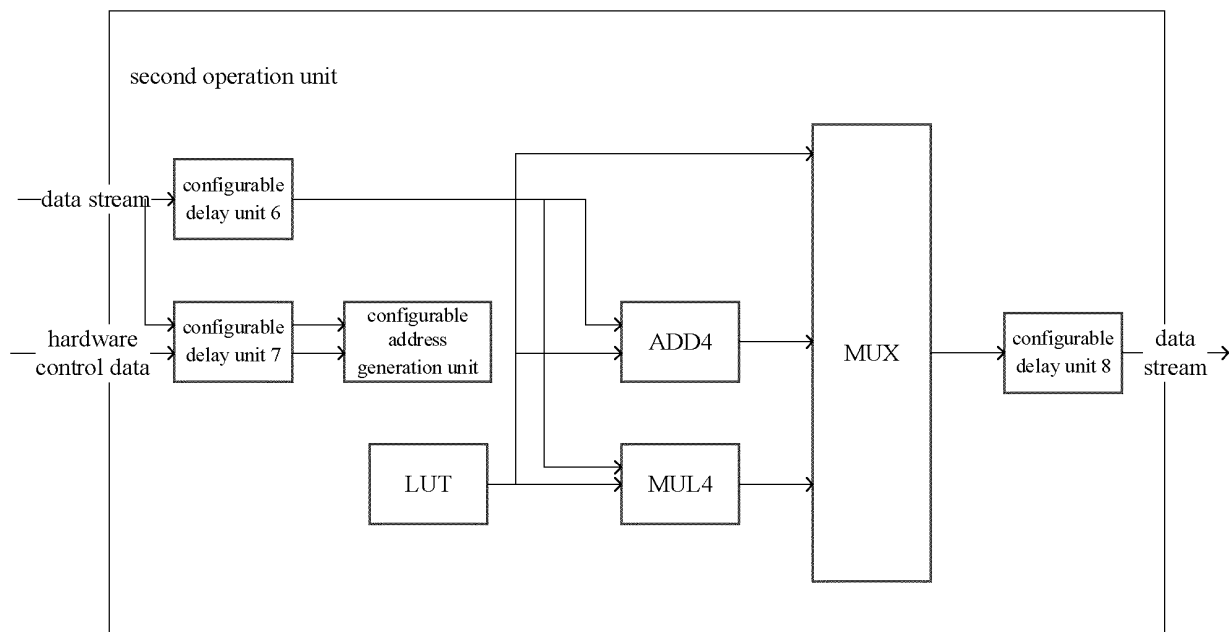 second operation unit
data stream
configurable
delay unit 6
hardware
control data
configurable
delay unit 7
configurable
address
generation unit
LUT
ADD4
MUL4
MUX
configurable
delay unit 8
data
stream